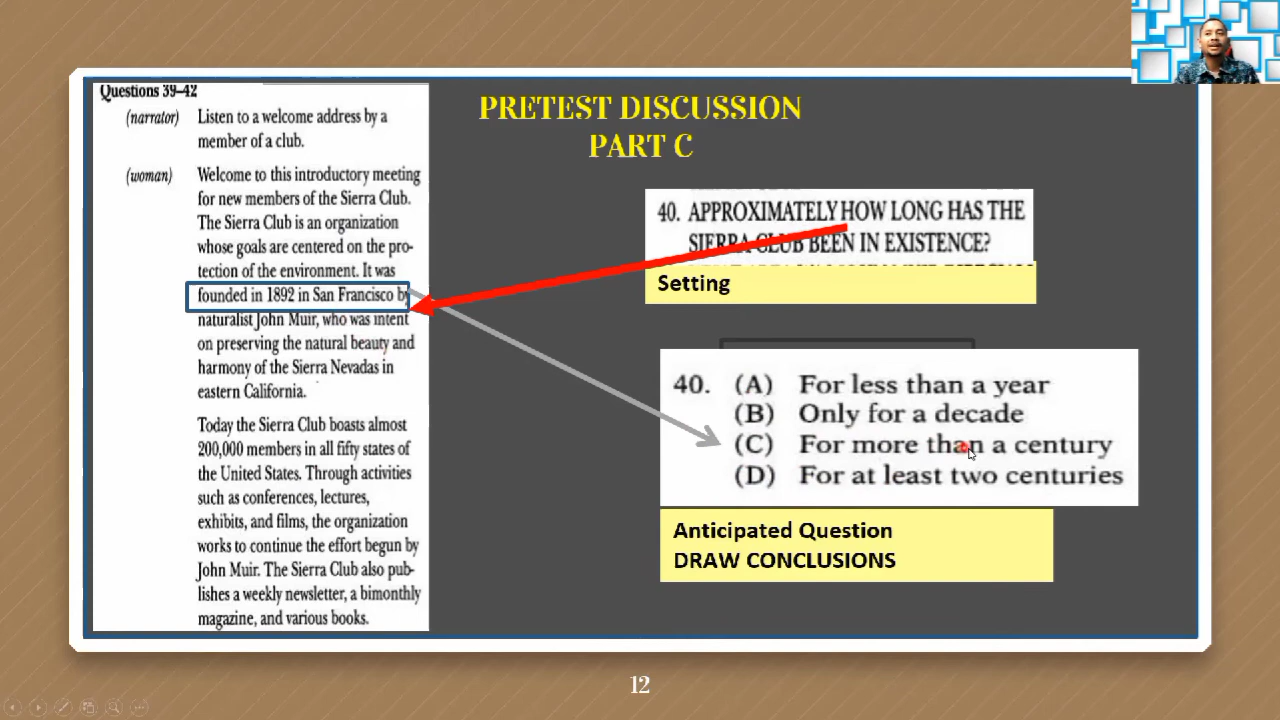 Questions 39–42
(narrator) Listen to a welcome address by a
member of a club.
(woman) Welcome to this introductory meeting
for new members of the Sierra Club.
The Sierra Club is an organization
whose goals are centered on the pro-
tection of the environment. It was
founded in 1892 in San Francisco by
naturalist John Muir, who was intent
on preserving the natural beauty and
harmony of the Sierra Nevadas in
eastern California.
Today the Sierra Club boasts almost
200,000 members in all fifty states of
the United States. Through activities
such as conferences, lectures,
exhibits, and films, the organization
works to continue the effort begun by
John Muir. The Sierra Club also pub-
lishes a weekly newsletter, a bimonthly
magazine, and various books.
PRETEST DISCUSSION
PART C
40. APPROXIMATELY HOW LONG HAS THE
SIERRA CLUB BEEN IN EXISTENCE?
Setting
40. (A) For less than a year
(B) Only for a decade
(C) For more than a century
(D) For at least two centuries
Anticipated Question
DRAW CONCLUSIONS
12